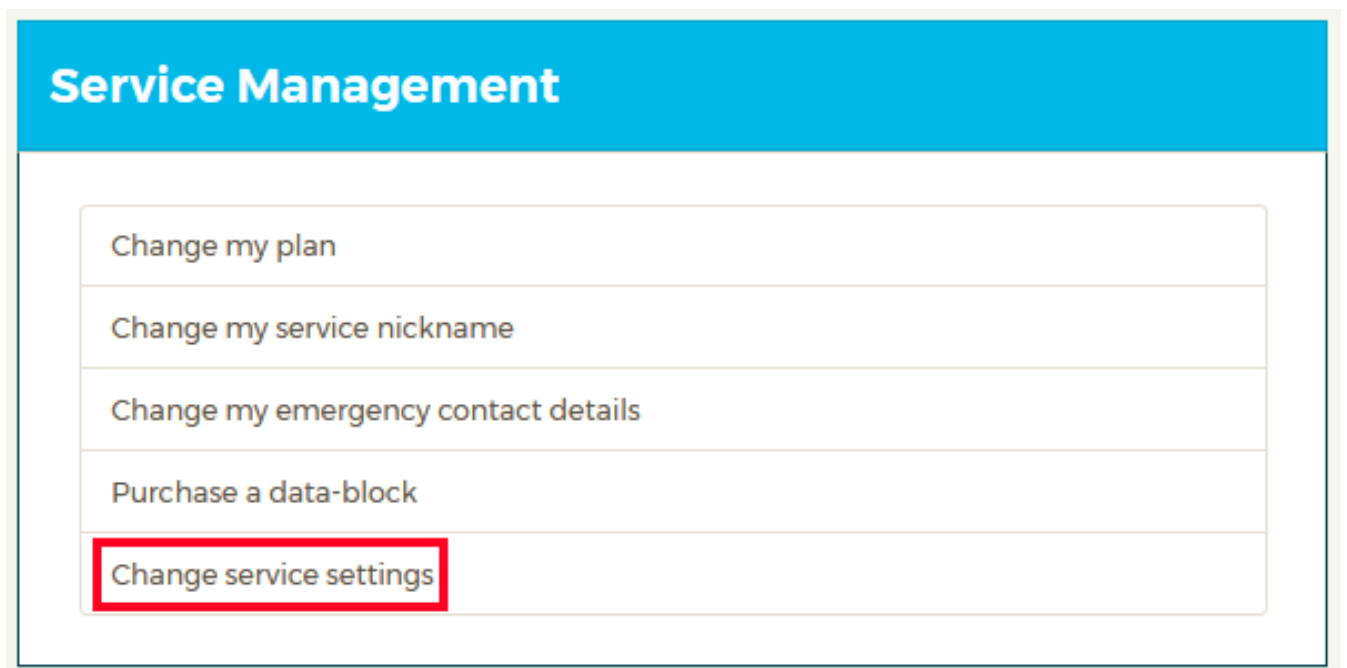 Service Management
Change my plan
Change my service nickname
Change my emergency contact details
Purchase a data-block
Change service settings